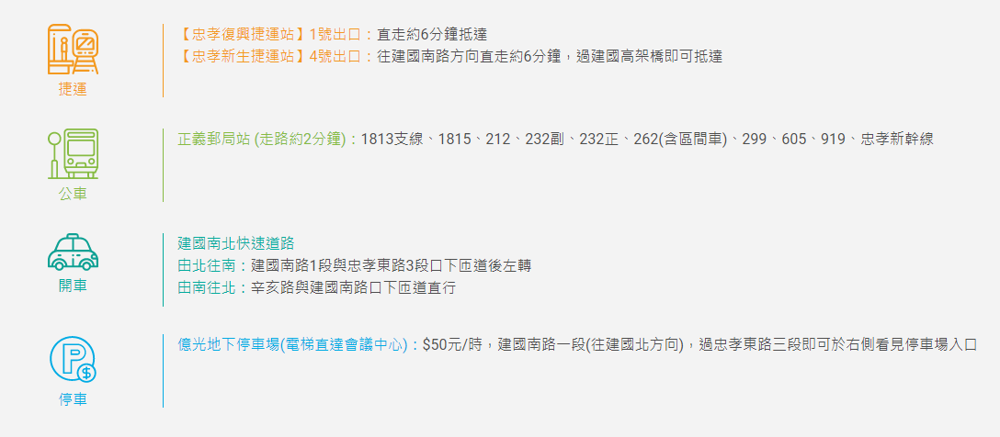 【忠孝復興捷運站】1號出口：直走約6分鐘抵達
【忠孝新生捷運站】4號出口：往建國南路方向直走約6分鐘，過建國高架橋即可抵達
捷運
正義郵局站 (走路約2分鐘)：1813支線、1815、212、232副、232正、262(含區間車)、299、605、919、忠孝新幹線
公車
建國南北快速道路
由北往南：建國南路1段與忠孝東路3段口下匝道後左轉
由南往北：辛亥路與建國南路口下匝道直行
開車
億光地下停車場(電梯直達會議中心)：$50元/時，建國南路一段(往建國北方向)，過忠孝東路三段即可於右側看見停車場入口
停車